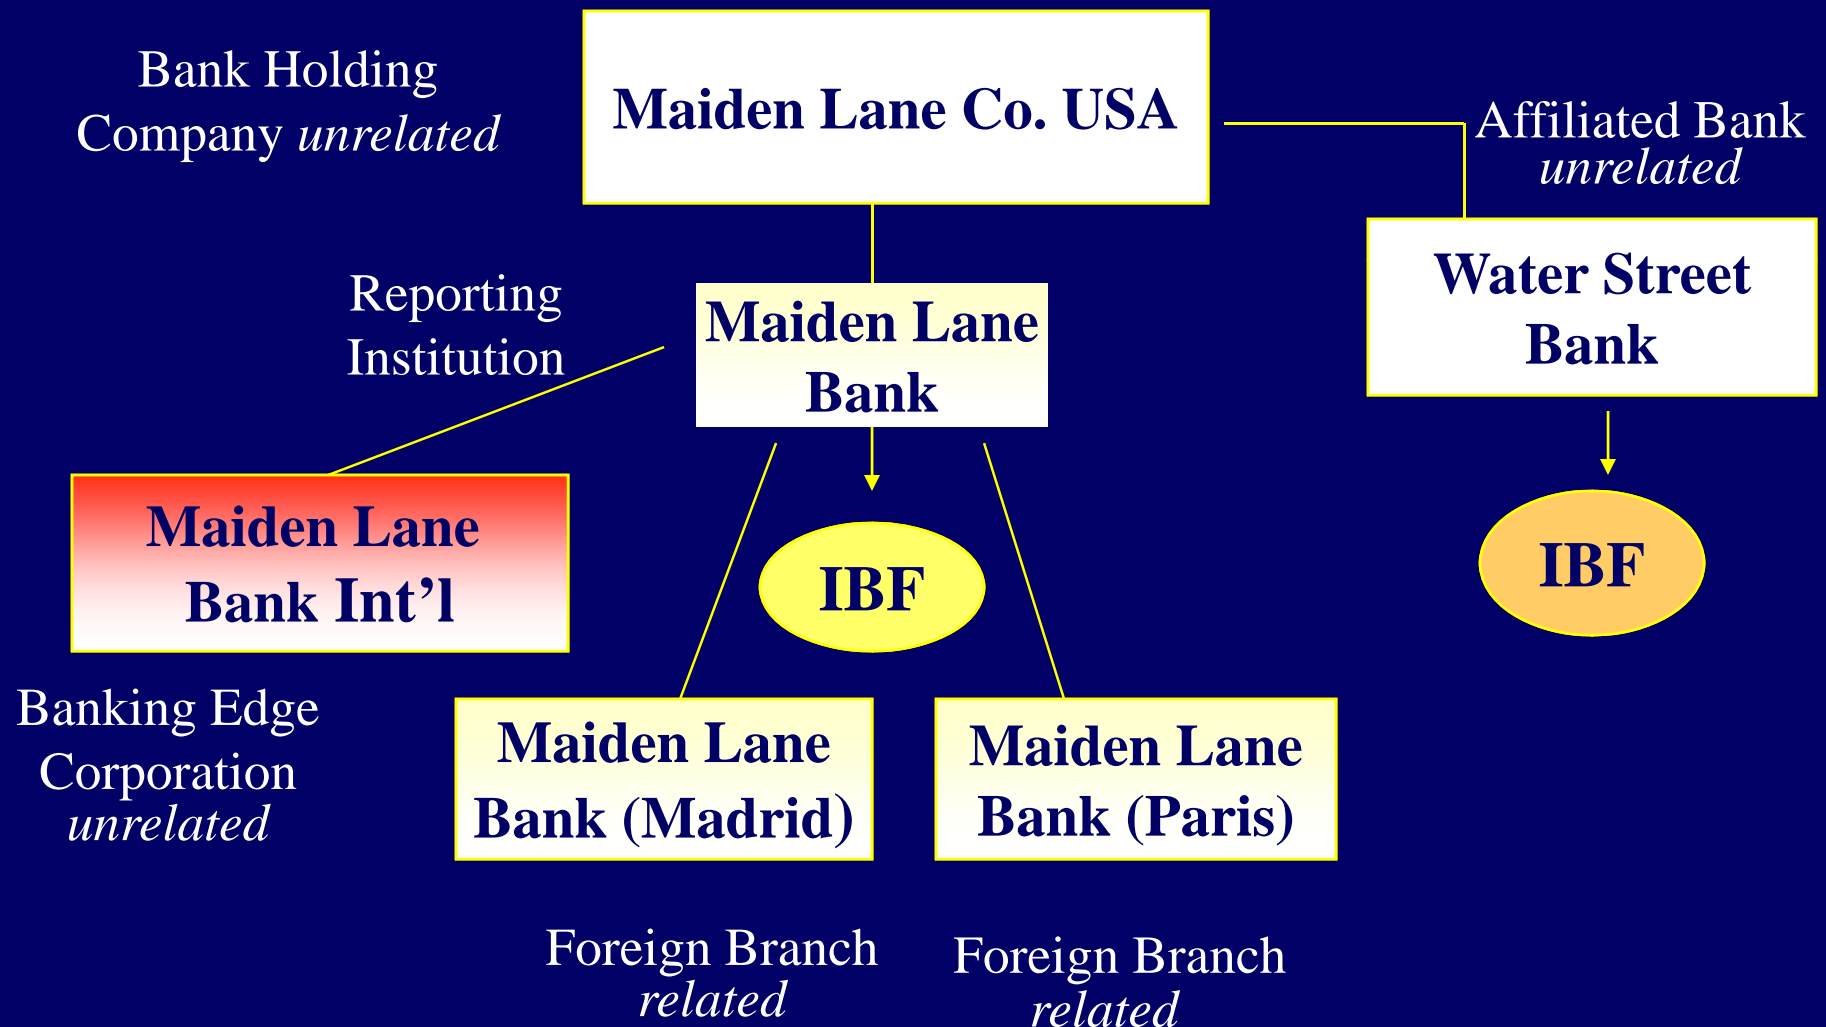 Bank Holding
Company unrelated
Maiden Lane Co. USA
Affiliated Bank
unrelated
Water Street
Bank
Reporting
Institution
Maiden Lane
Bank
Maiden Lane
Bank Int’l
IBF
IBF
Banking Edge
Corporation
unrelated
Maiden Lane
Bank (Madrid)
Maiden Lane
Bank (Paris)
Foreign Branch
related
Foreign Branch
related